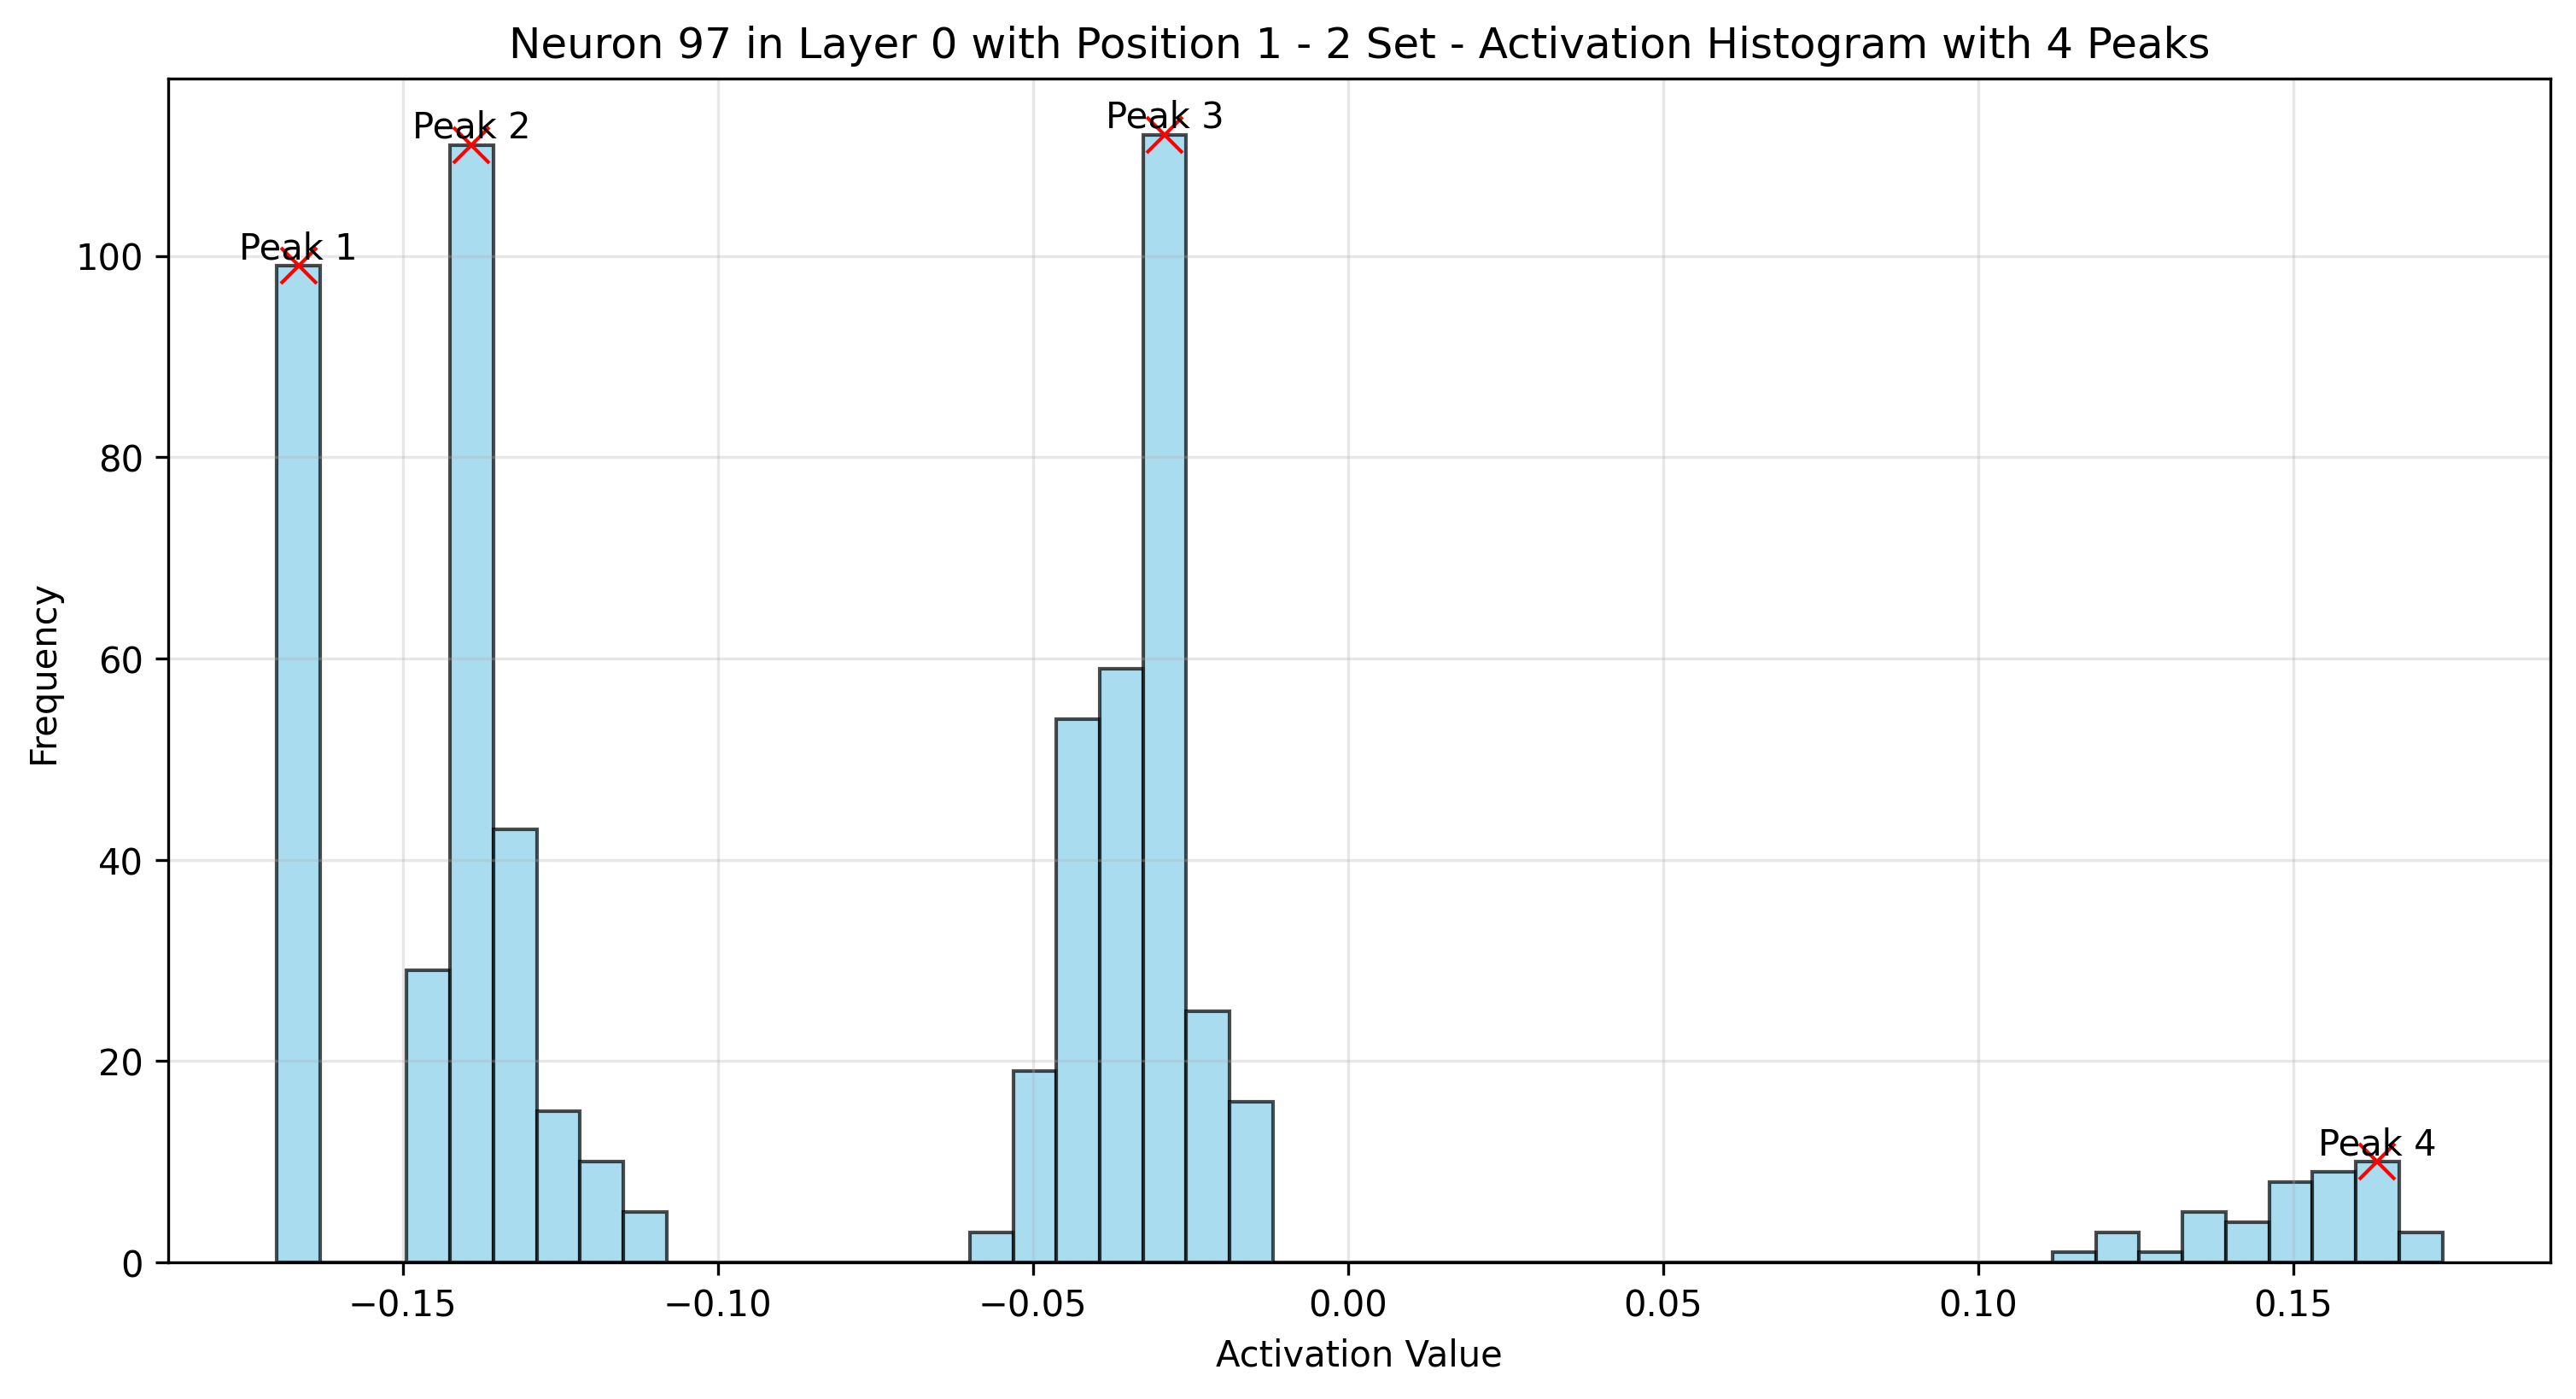 Neuron 97 in Layer 0 with Position 1 - 2 Set - Activation Histogram with 4 Peaks
Peak 1
Peak 2
Peak 3
Peak 4
Frequency
100
80
60
40
20
0
−0.15
−0.10
−0.05
0.00
0.05
0.10
0.15
Activation Value